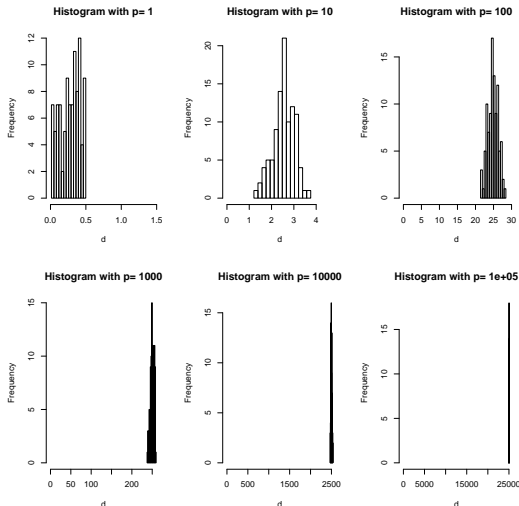 Histogram with p= 1
Frequency
12
10
8
6
4
2
0
0.0 0.5 1.0 1.5
d
Histogram with p= 10
Frequency
20
15
10
5
0
0 1 2 3 4
d
Histogram with p= 100
Frequency
15
10
5
0
0 5 10 15 20 25 30
d
Histogram with p= 1000
Frequency
15
10
5
0
0 50 100 200
d
Histogram with p= 10000
Frequency
15
10
5
0
0 1000 2500
d
Histogram with p= 1e+05
Frequency
15
10
5
0
0 5000 15000 25000
d